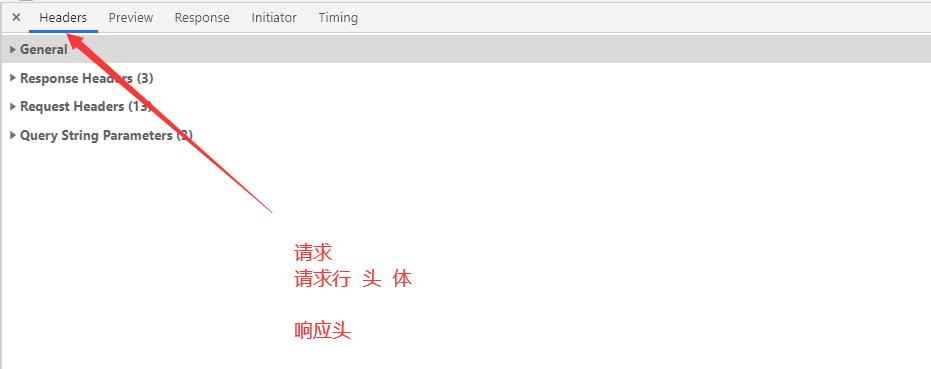 × Headers Preview Response Initiator Timing
General
Response Headers (3)
Request Headers (13)
Query String Parameters (3)
请求
请求行 头 体
响应头